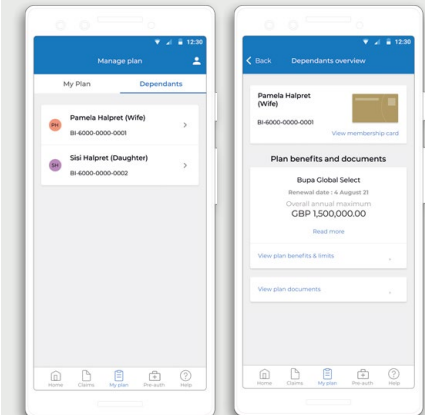 12:30
Manage plan
My Plan
Dependants
PH
Pamela Halpret (Wife)
BI-6000-0000-0001
SH
Sisi Halpret (Daughter)
BI-6000-0000-0002
Home
Claims
My plan
Pre-auth
Help
12:30
Back
Dependants overview
Pamela Halpret
(Wife)
BI-6000-0000-0001
View membership card
Plan benefits and documents
Bupa Global Select
Renewal date : 4 August 21
Overall annual maximum
GBP 1,500,000.00
Read more
View plan benefits & limits
View plan documents
Home
Claims
My plan
Pre-auth
Help